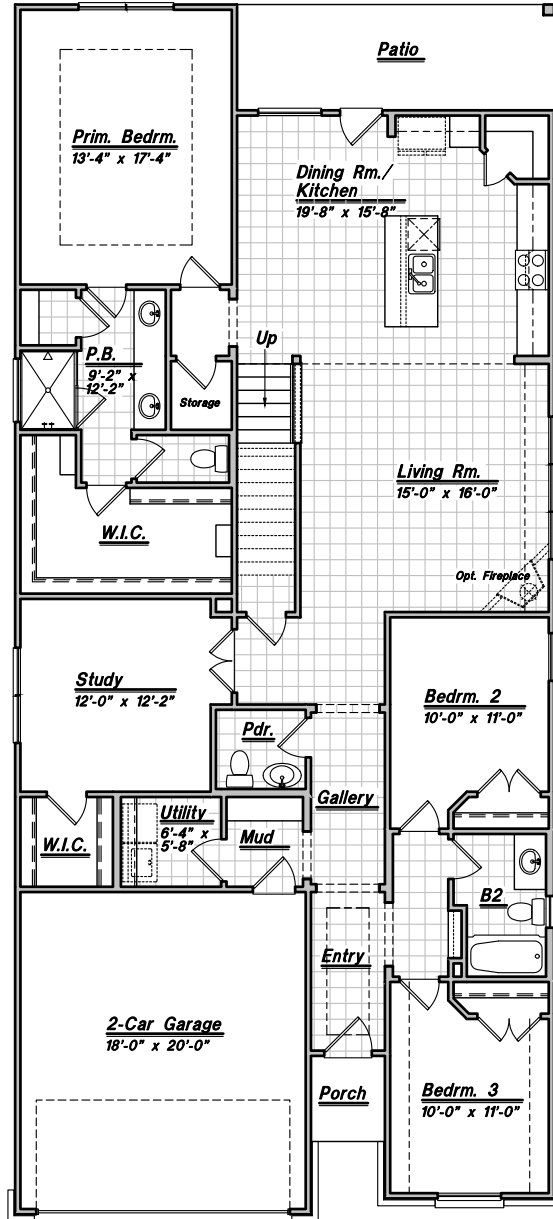 Patio
Prim. Bedrm.
13'-4" x 17'-4"
Dining Rm./
Kitchen
19'-8" x 15'-8"
Up
P.B.
9'-2" x
12'-2"
Storage
Living Rm.
15'-0" x 16'-0"
W.I.C.
Opt. Fireplace
Study
12'-0" x 12'-2"
Bedrm. 2
10'-0" x 11'-0"
Pdr.
Gallery
Utility
6'-4" x
5'-8"
Mud
W.I.C.
B2
Entry
2-Car Garage
18'-0" x 20'-0"
Porch
Bedrm. 3
10'-0" x 11'-0"